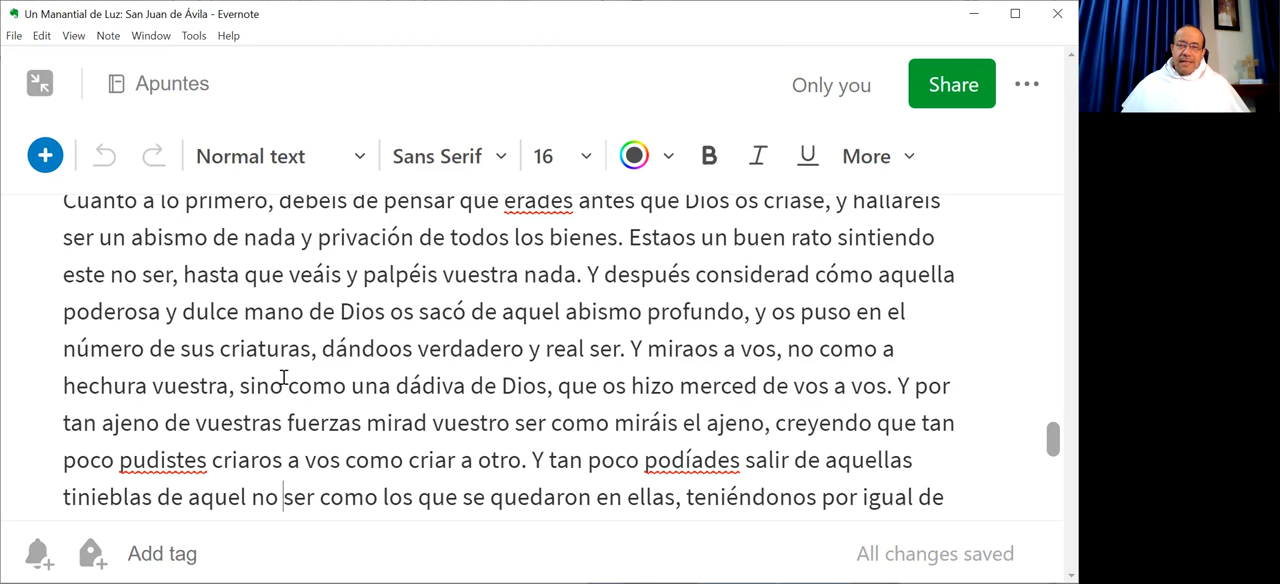 Un Manantial de Luz: San Juan de Ávila - Evernote
File Edit View Note Window Tools Help
Apuntes
Only you
Share
Normal text
Sans Serif
16
B I U More
Cuanto a lo primero, debéis de pensar que érades antes que Dios os criase, y hallaréis
ser un abismo de nada y privación de todos los bienes. Estaos un buen rato sintiendo
este no ser, hasta que veáis y palpéis vuestra nada. Y después considerad cómo aquella
poderosa y dulce mano de Dios os sacó de aquel abismo profundo, y os puso en el
número de sus criaturas, dándoos verdadero y real ser. Y miraos a vos, no como a
hechura vuestra, sino como una dádiva de Dios, que os hizo merced de vos a vos. Y por
tan ajeno de vuestras fuerzas mirad vuestro ser como miráis el ajeno, creyendo que tan
poco pudistes criaros a vos como criar a otro. Y tan poco podíades salir de aquellas
tinieblas de aquel no ser como los que se quedaron en ellas, teniéndonos por igual de
Add tag
All changes saved